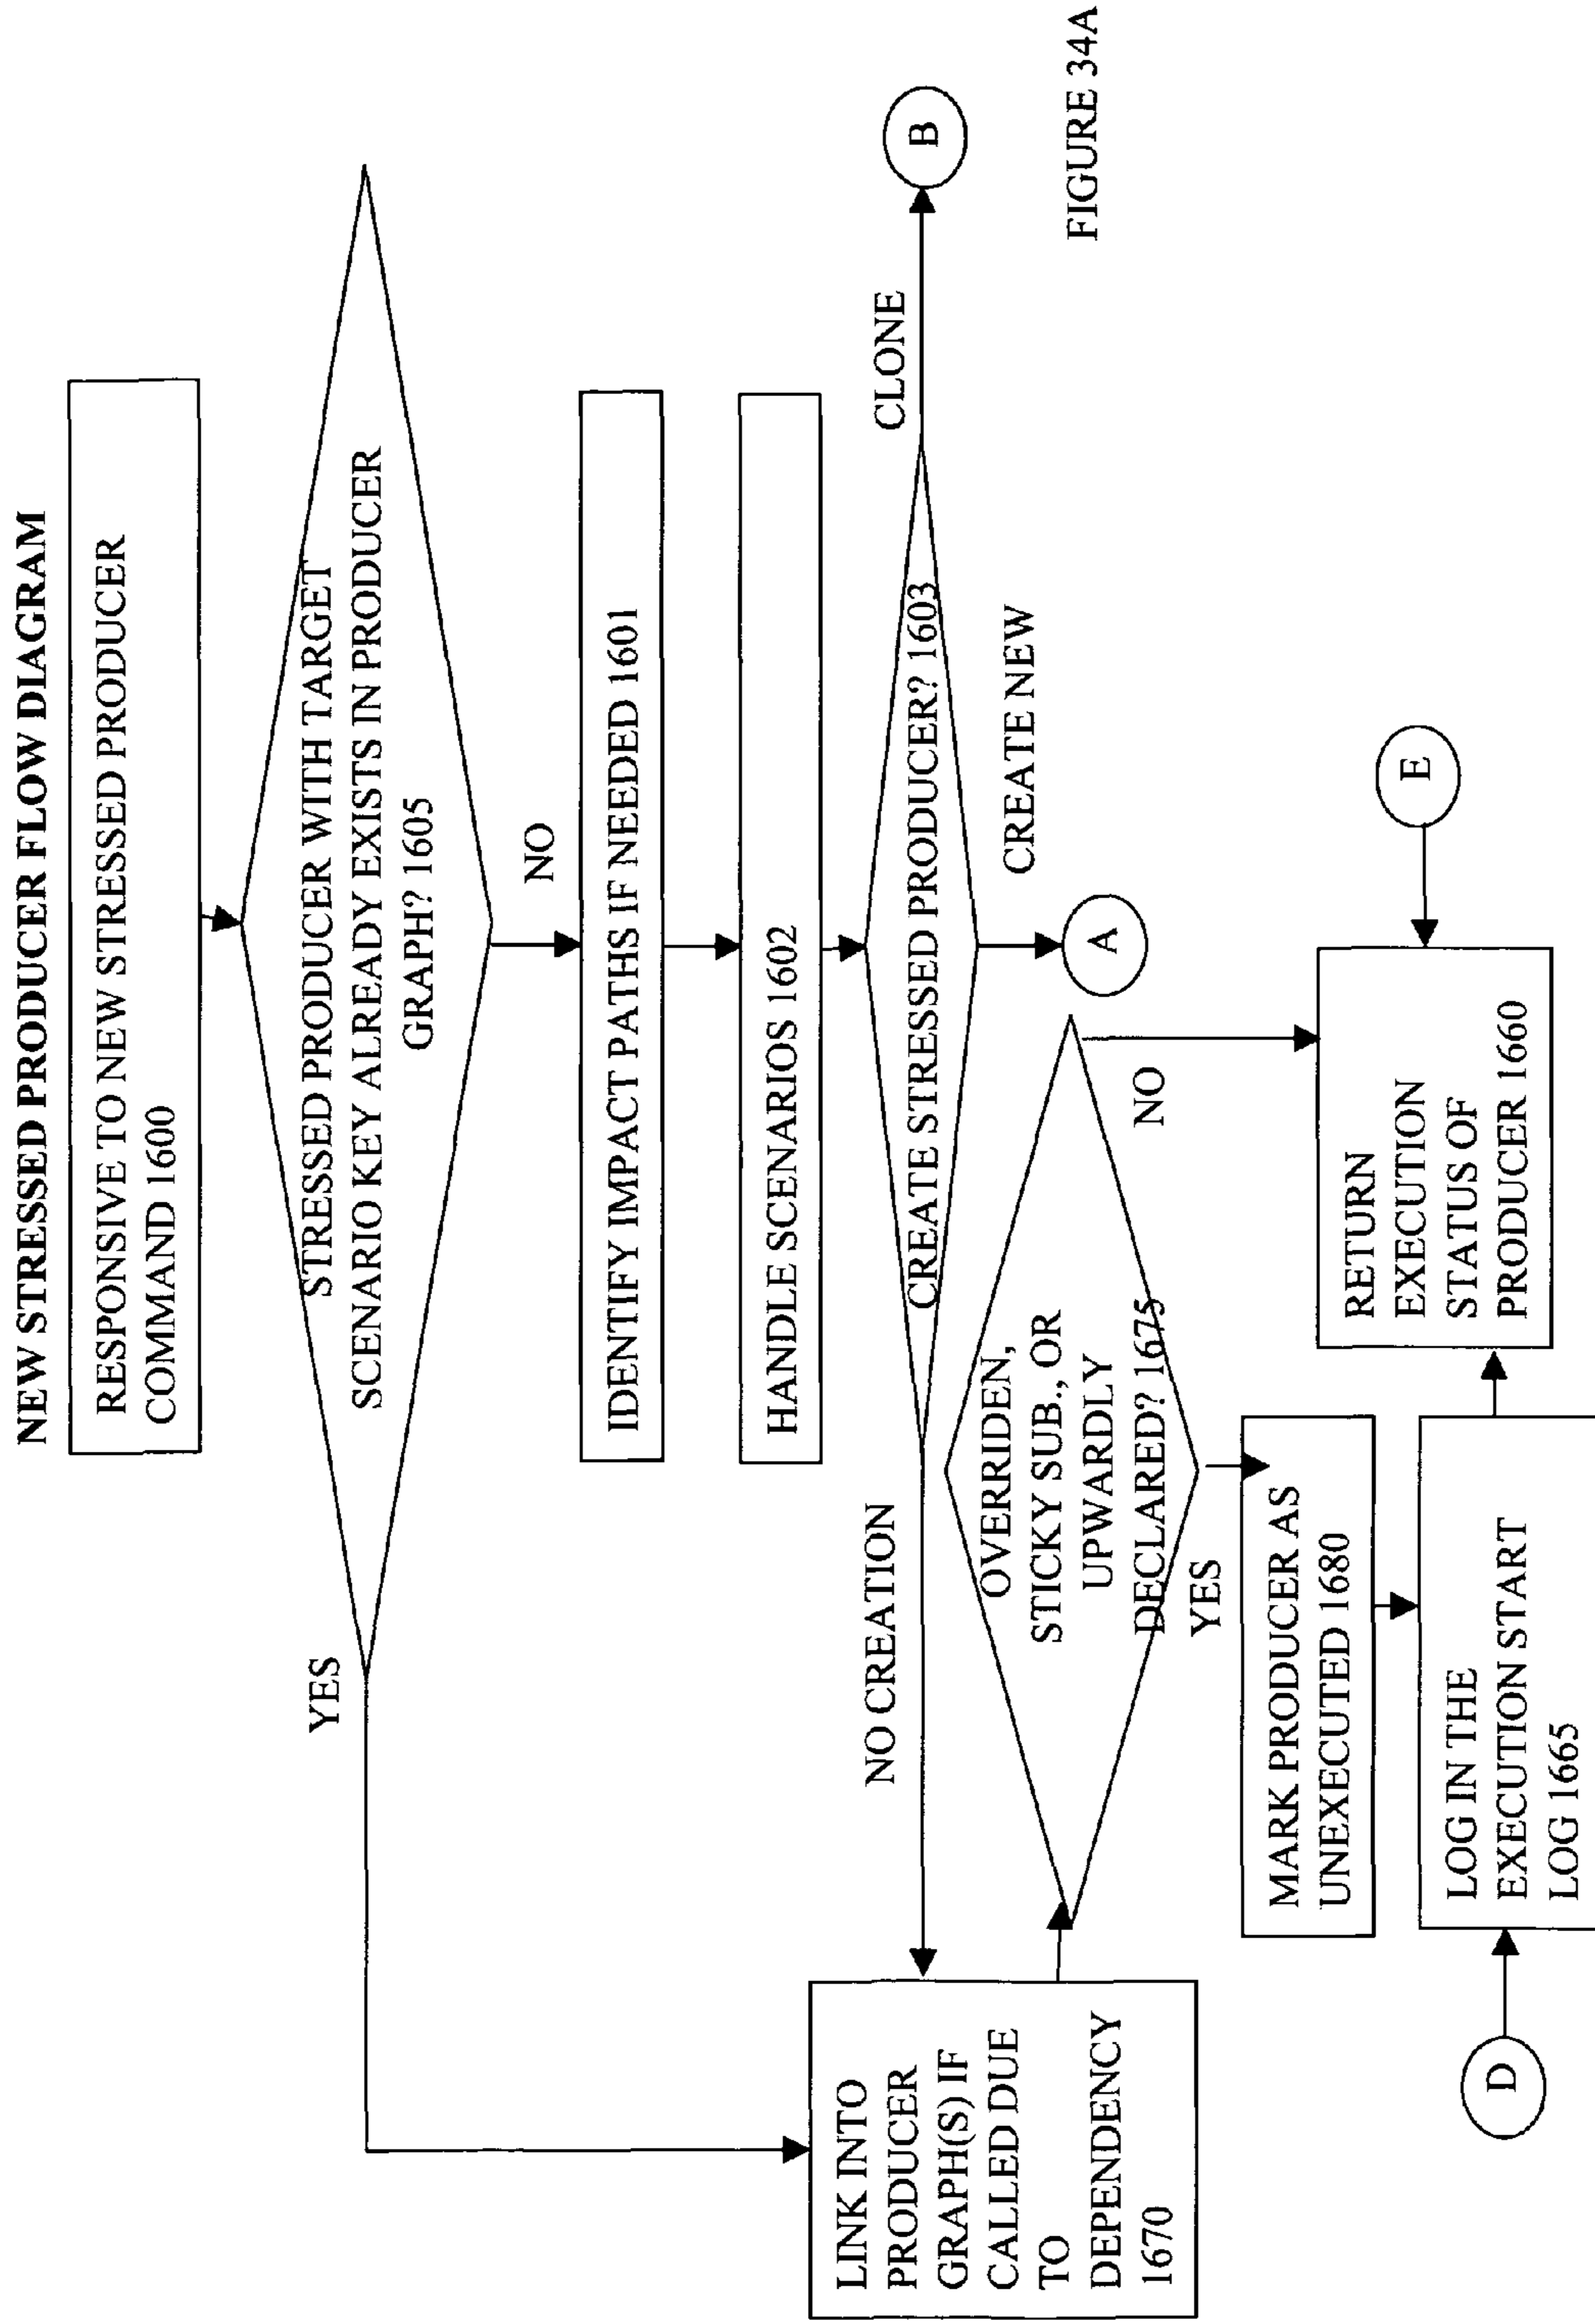 NEW STRESSED PRODUCER FLOW DIAGRAM
RESPONSIVE TO NEW STRESSED PRODUCER
COMMAND 1600
STRESSED PRODUCER WITH TARGET
SCENARIO KEY ALREADY EXISTS IN PRODUCER
GRAPH? 1605
YES
NO
IDENTIFY IMPACT PATHS IF NEEDED 1601
HANDLE SCENARIOS 1602
CREATE STRESSED PRODUCER? 1603
NO CREATION
CLONE
B
CREATE NEW
A
LINK INTO
PRODUCER
GRAPH(S) IF
CALLED DUE
TO
DEPENDENCY
1670
OVERRIDEN,
STICKY SUB., OR
UPWARDLY
DECLARED? 1675
YES
NO
MARK PRODUCER AS
UNEXECUTED 1680
LOG IN THE
EXECUTION START
LOG 1665
D
RETURN
EXECUTION
STATUS OF
PRODUCER 1660
E
FIGURE 34A